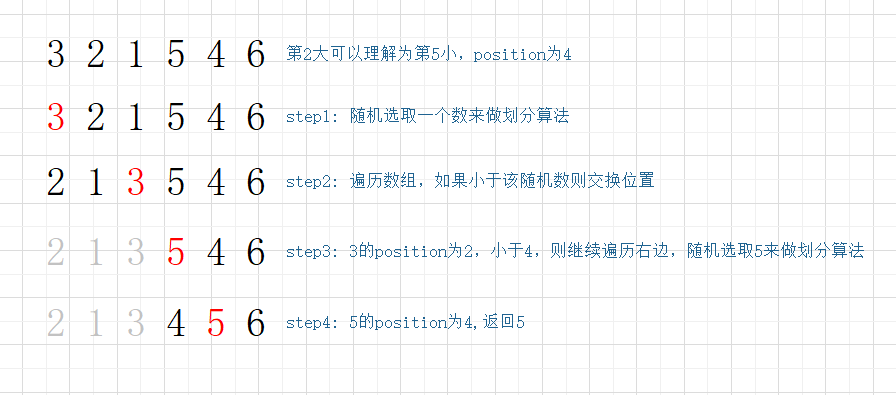 3 2 1 5 4 6 第2大可以理解为第5小，position为4
3 2 1 5 4 6 step1: 随机选取一个数来做划分算法
2 1 3 5 4 6 step2: 遍历数组，如果小于该随机数则交换位置
2 1 3 5 4 6 step3: 3的position为2，小于4，则继续遍历右边，随机选取5来做划分算法
2 1 3 4 5 6 step4: 5的position为4,返回5